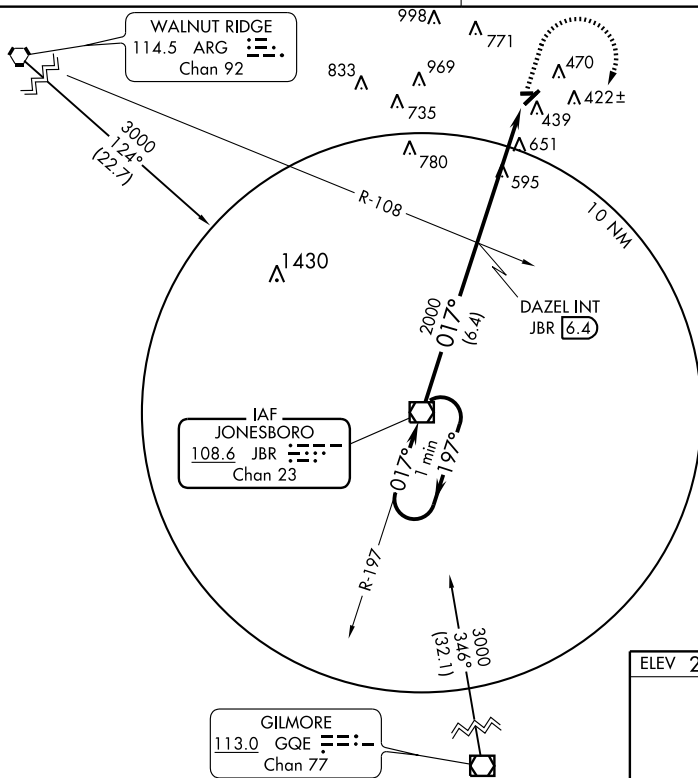 WALNUT RIDGE
114.5 ARG
Chan 92
998
771
833
969
735
470
422±
439
780
651
595
3000
124°
(22.7)
R-108
10 NM
1430
2000
017°
(6.4)
DAZEL INT
JBR 6.4
IAF
JONESBORO
108.6 JBR
Chan 23
017°
1 min
197°
R-197
3000
346°
(32.1)
ELEV 2
GILMORE
113.0 GQE
Chan 77